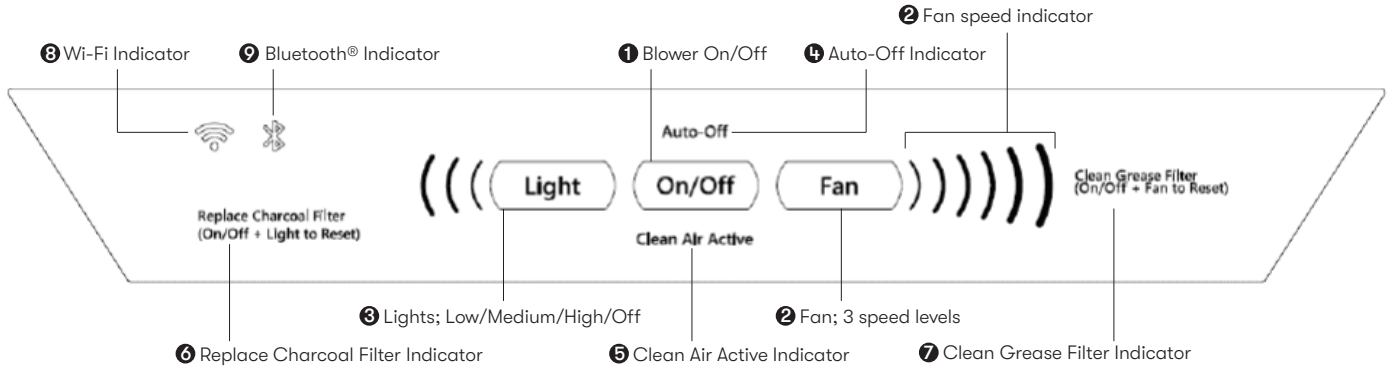 ❷ Fan speed indicator
❽ Wi-Fi Indicator
❾ Bluetooth® Indicator
❶ Blower On/Off
❹ Auto-Off Indicator
Auto-Off
Light
On/Off
Fan
Clean Grease Filter
(On/Off + Fan to Reset)
Replace Charcoal Filter
(On/Off + Light to Reset)
Clean Air Active
❸ Lights; Low/Medium/High/Off
❷ Fan; 3 speed levels
❻ Replace Charcoal Filter Indicator
❺ Clean Air Active Indicator
❼ Clean Grease Filter Indicator